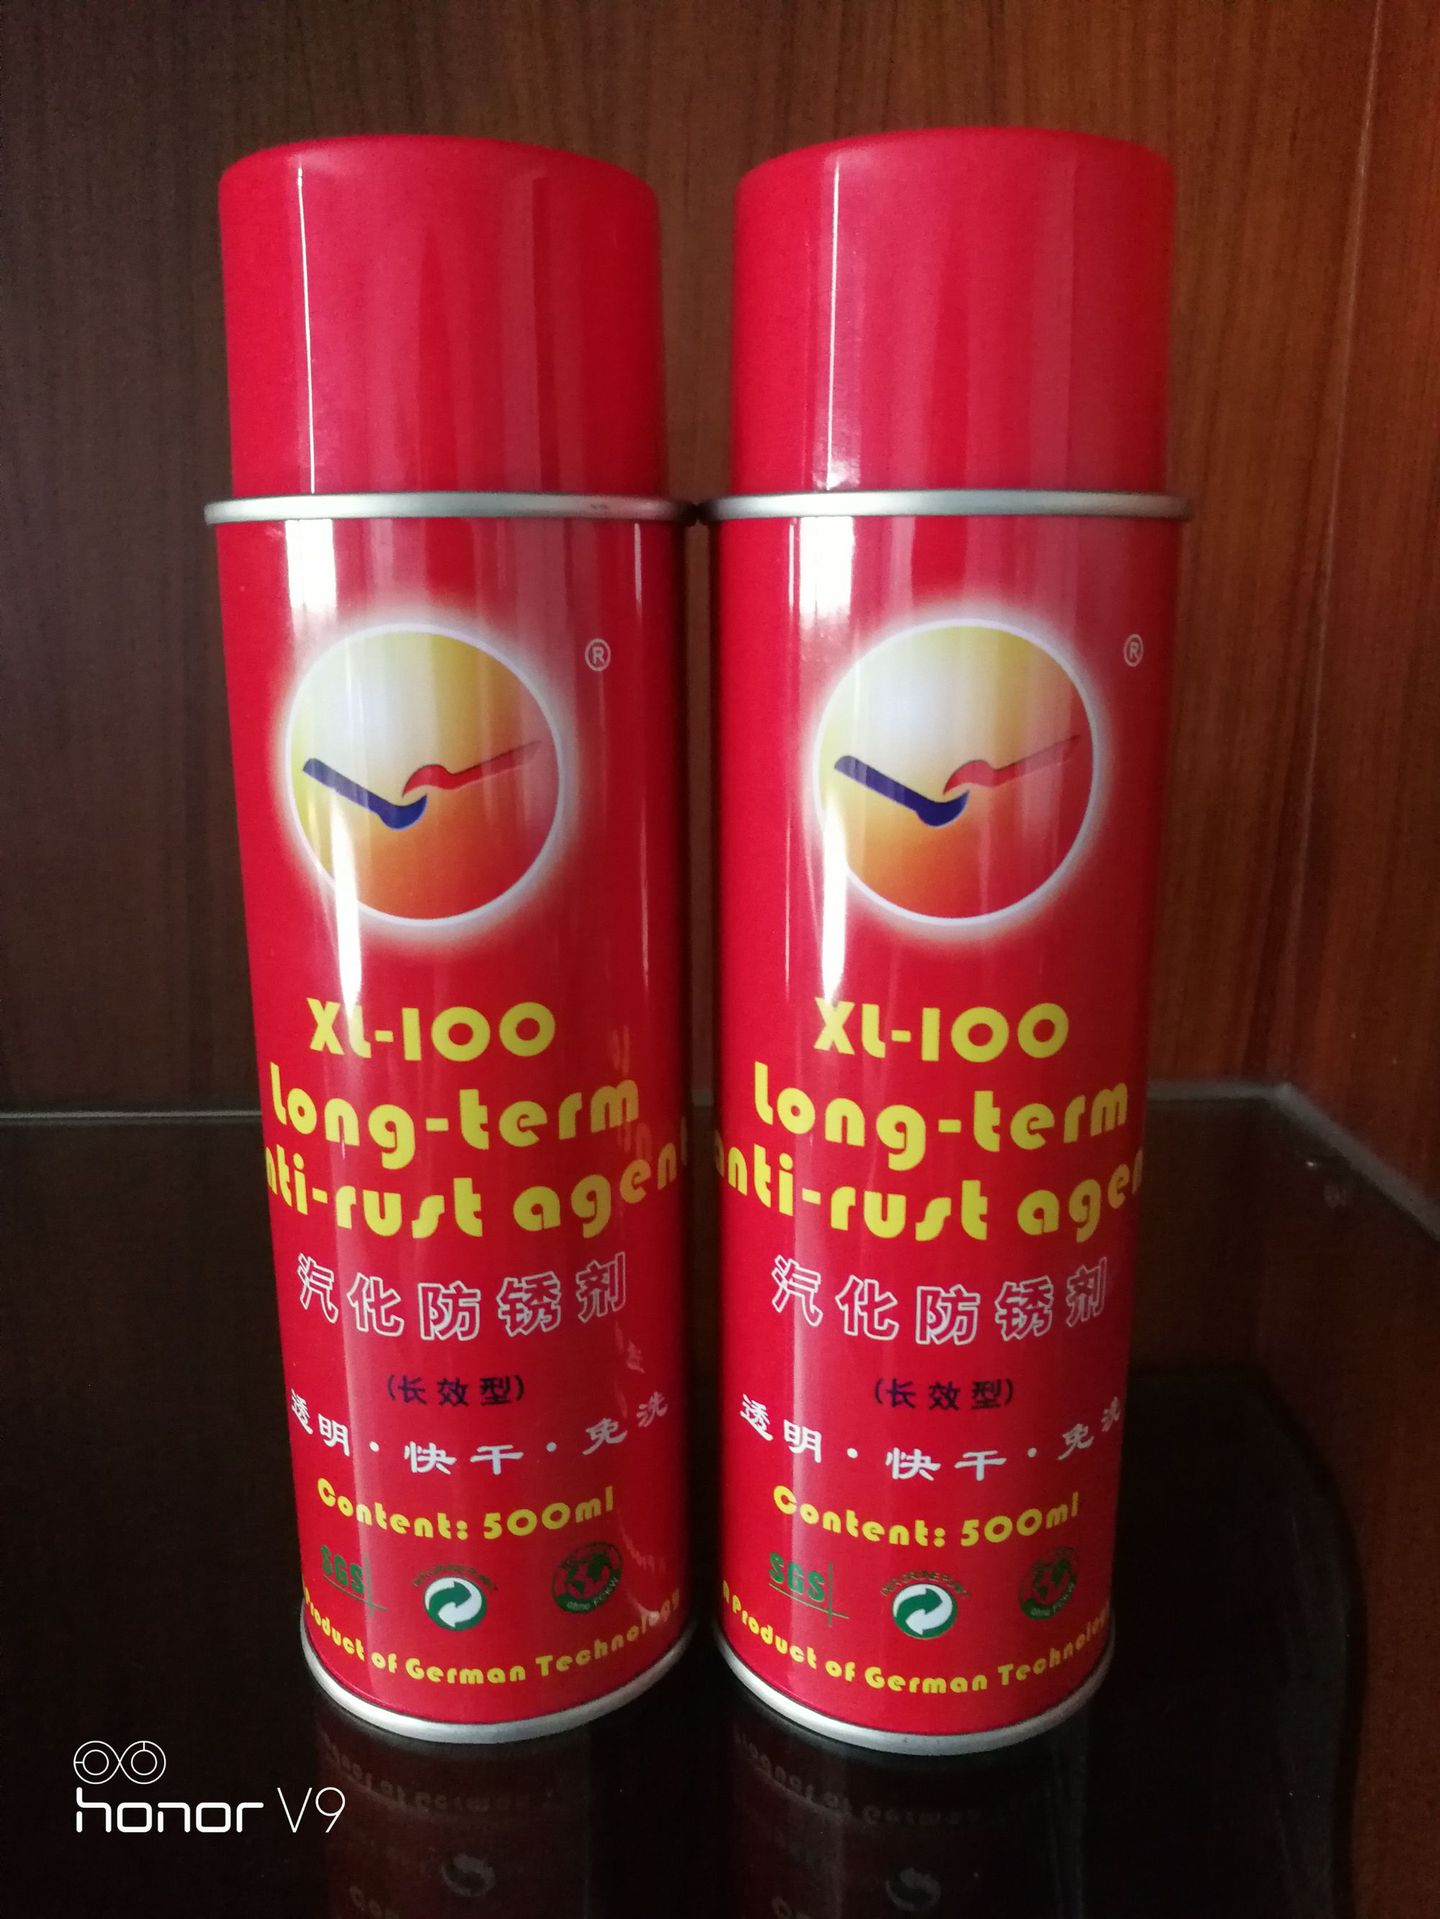 ®
XL-100
Long-term
nti-rust agent
汽化防锈剂
(长效型)
透明·快干·免洗
Content: 500ml
SGS
Product of German Technology
®
XL-100
Long-term
anti-rust agen
汽化防锈剂
(长效型)
透明·快干·免洗
Content: 500ml
SGS
A Product of German Technology
honor V9